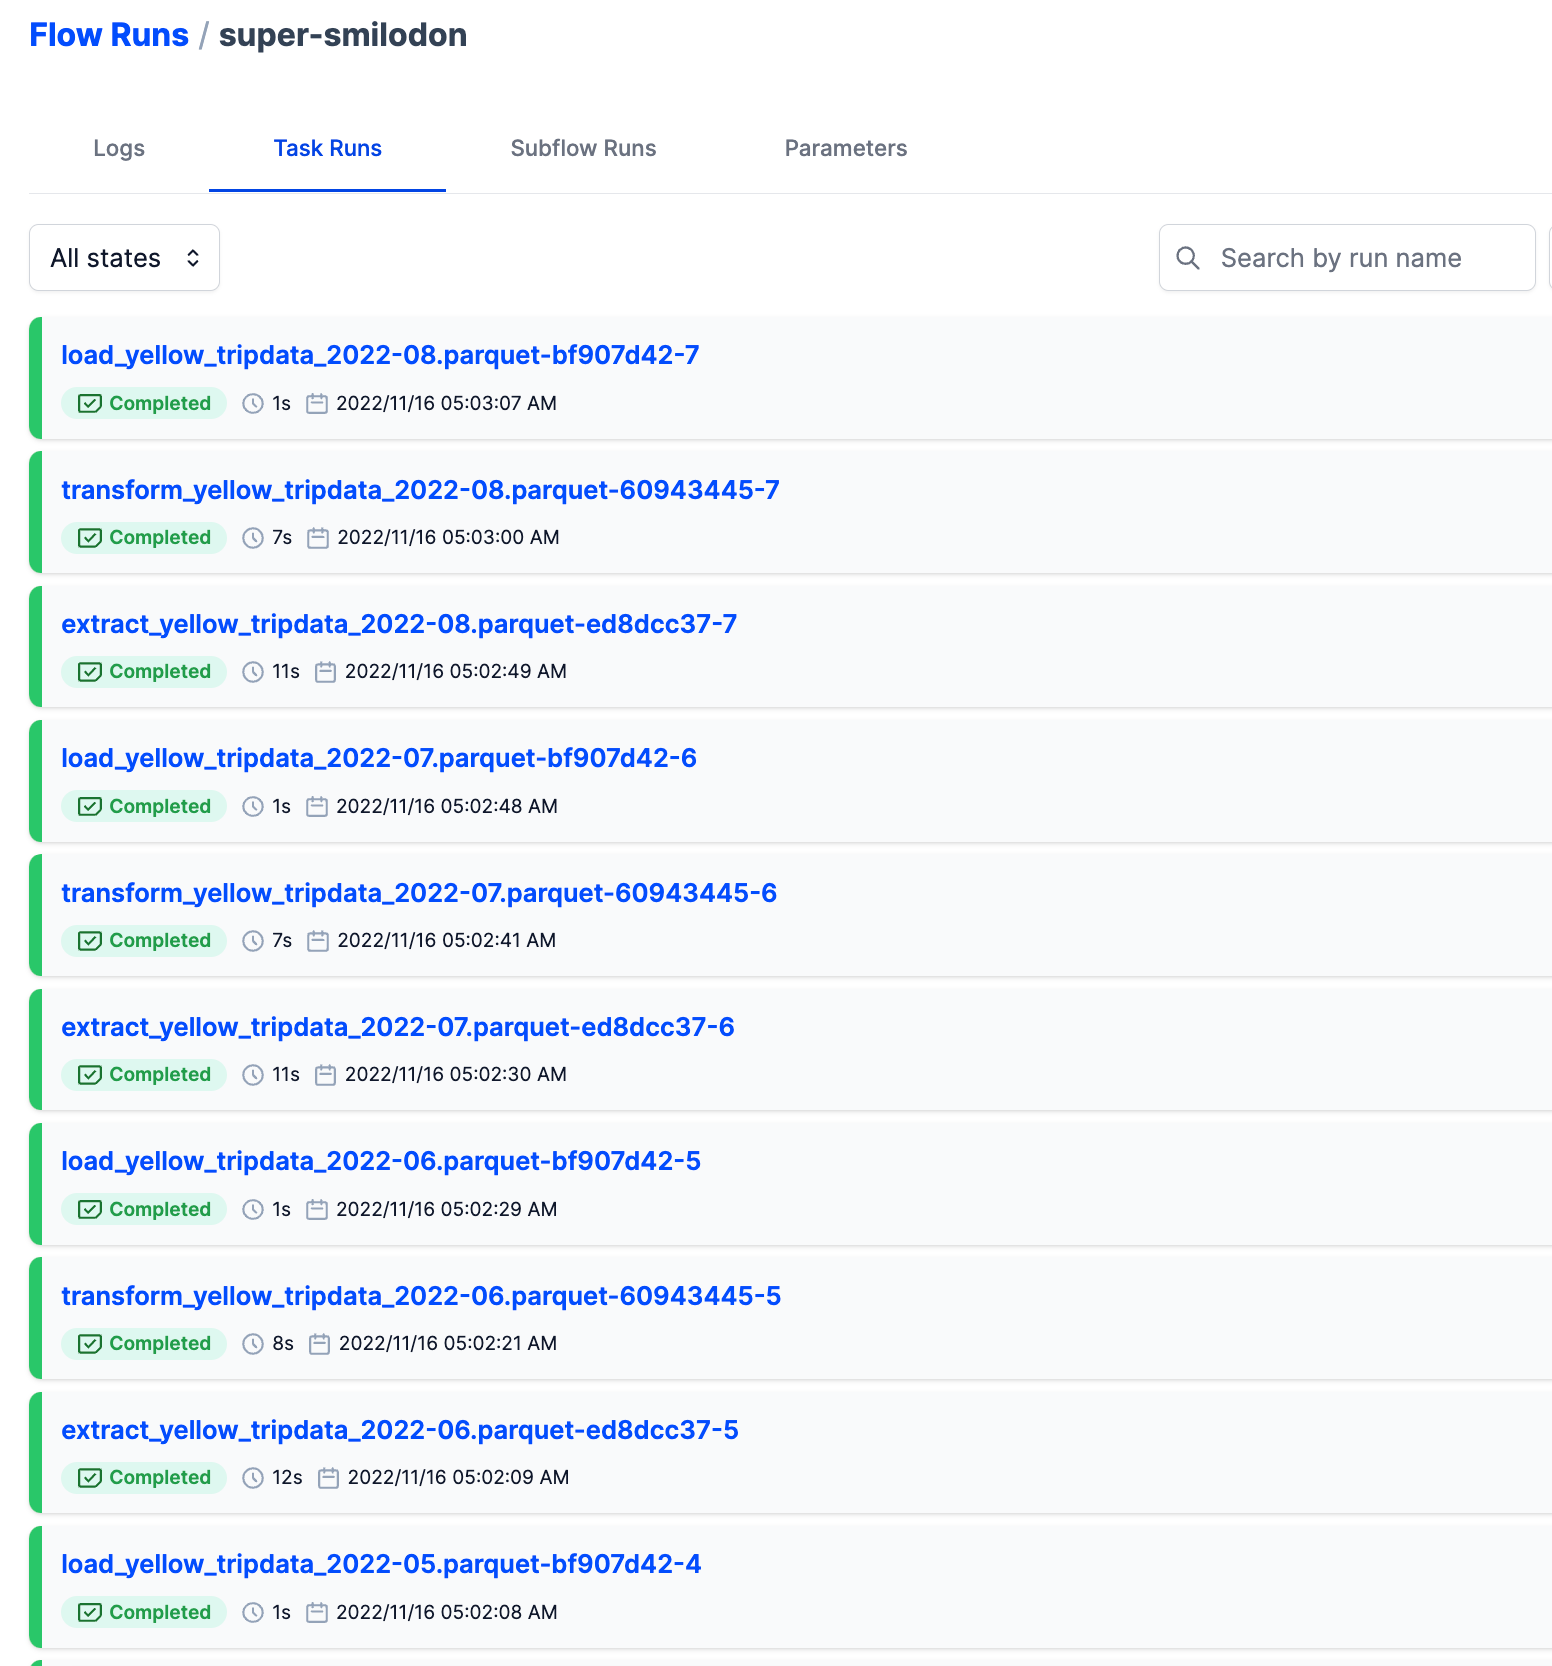 Flow Runs / super-smilodon
Logs Task Runs Subflow Runs Parameters
All states Search by run name
load_yellow_tripdata_2022-08.parquet-bf907d42-7
Completed 1s 2022/11/16 05:03:07 AM
transform_yellow_tripdata_2022-08.parquet-60943445-7
Completed 7s 2022/11/16 05:03:00 AM
extract_yellow_tripdata_2022-08.parquet-ed8dcc37-7
Completed 11s 2022/11/16 05:02:49 AM
load_yellow_tripdata_2022-07.parquet-bf907d42-6
Completed 1s 2022/11/16 05:02:48 AM
transform_yellow_tripdata_2022-07.parquet-60943445-6
Completed 7s 2022/11/16 05:02:41 AM
extract_yellow_tripdata_2022-07.parquet-ed8dcc37-6
Completed 11s 2022/11/16 05:02:30 AM
load_yellow_tripdata_2022-06.parquet-bf907d42-5
Completed 1s 2022/11/16 05:02:29 AM
transform_yellow_tripdata_2022-06.parquet-60943445-5
Completed 8s 2022/11/16 05:02:21 AM
extract_yellow_tripdata_2022-06.parquet-ed8dcc37-5
Completed 12s 2022/11/16 05:02:09 AM
load_yellow_tripdata_2022-05.parquet-bf907d42-4
Completed 1s 2022/11/16 05:02:08 AM